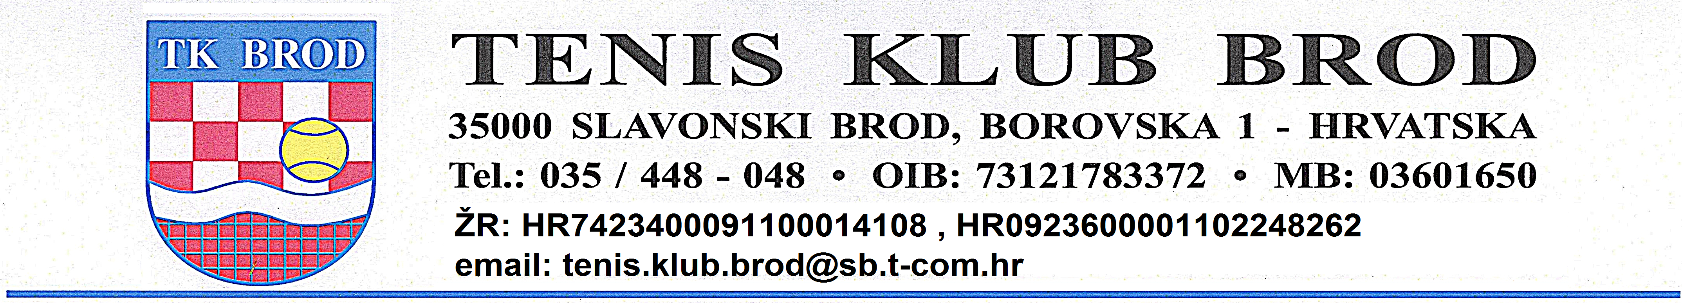 TK BROD
TENIS KLUB BROD
35000 SLAVONSKI BROD, BOROVSKA 1 - HRVATSKA
Tel.: 035 / 448 - 048 • OIB: 73121783372 • MB: 03601650
ŽR: HR7423400091100014108 , HR0923600001102248262
email: tenis.klub.brod@sb.t-com.hr